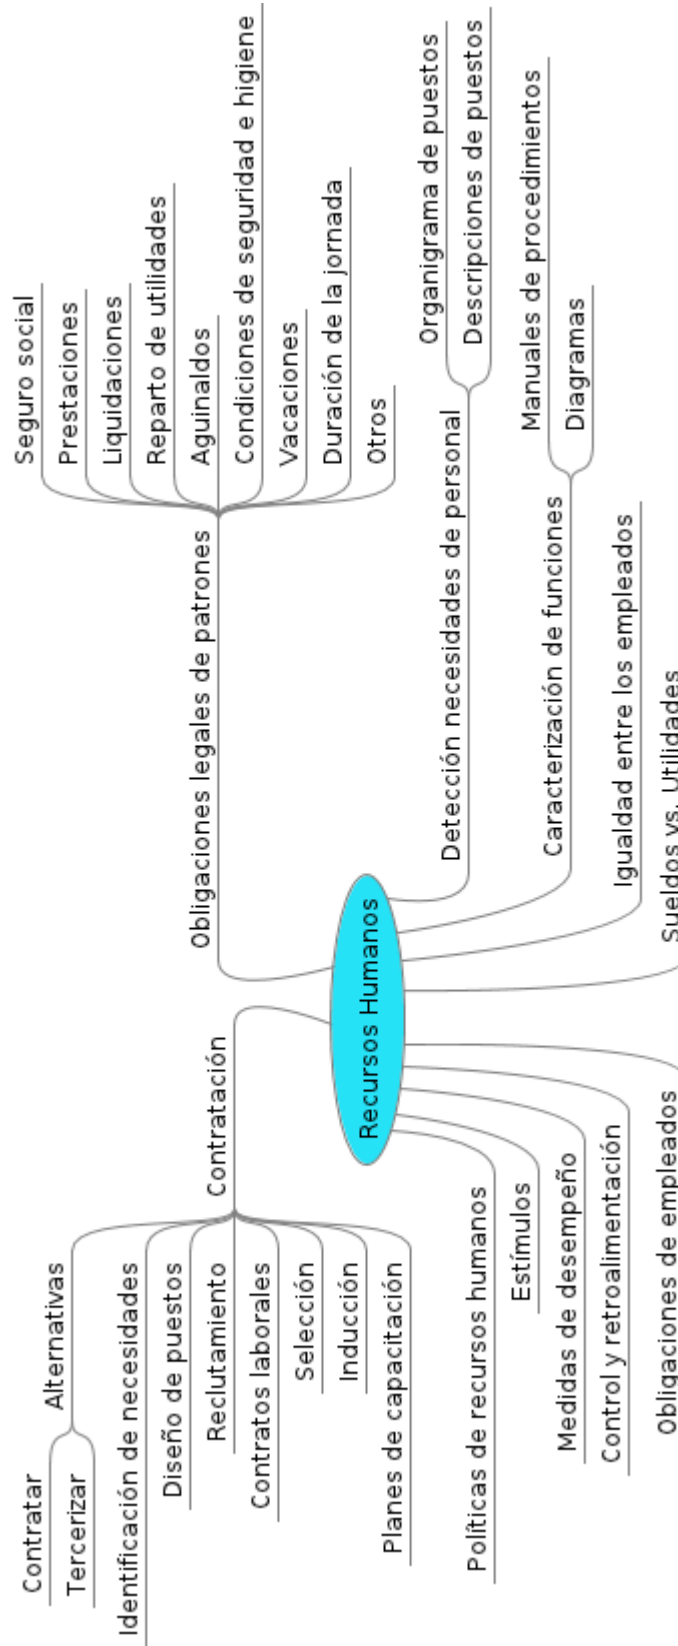 Contratar
Tercerizar
Alternativas
Identificación de necesidades
Diseño de puestos
Reclutamiento
Contratos laborales
Selección
Inducción
Planes de capacitación
Contratación
Políticas de recursos humanos
Estímulos
Medidas de desempeño
Control y retroalimentación
Obligaciones de empleados
Recursos Humanos
Obligaciones legales de patrones
Seguro social
Prestaciones
Liquidaciones
Reparto de utilidades
Aguinaldos
Condiciones de seguridad e higiene
Vacaciones
Duración de la jornada
Otros
Detección necesidades de personal
Organigrama de puestos
Descripciones de puestos
Caracterización de funciones
Manuales de procedimientos
Diagramas
Igualdad entre los empleados
Sueldos vs. Utilidades